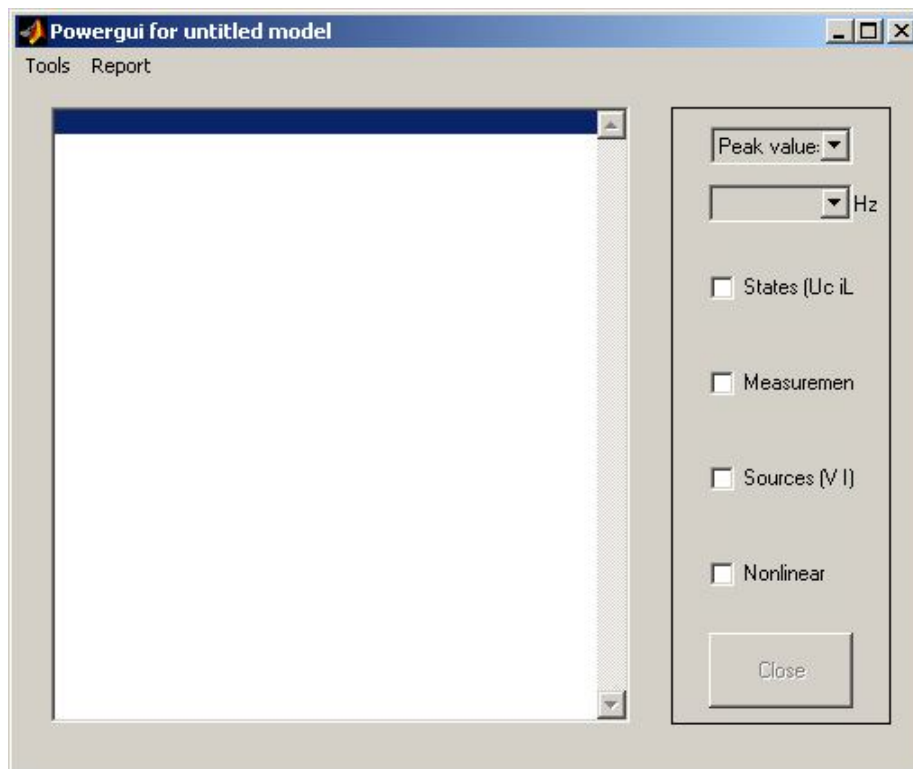 Powergui for untitled model
Tools Report
Peak value:
Hz
States (Uc iL
Measuremen
Sources (V I)
Nonlinear
Close